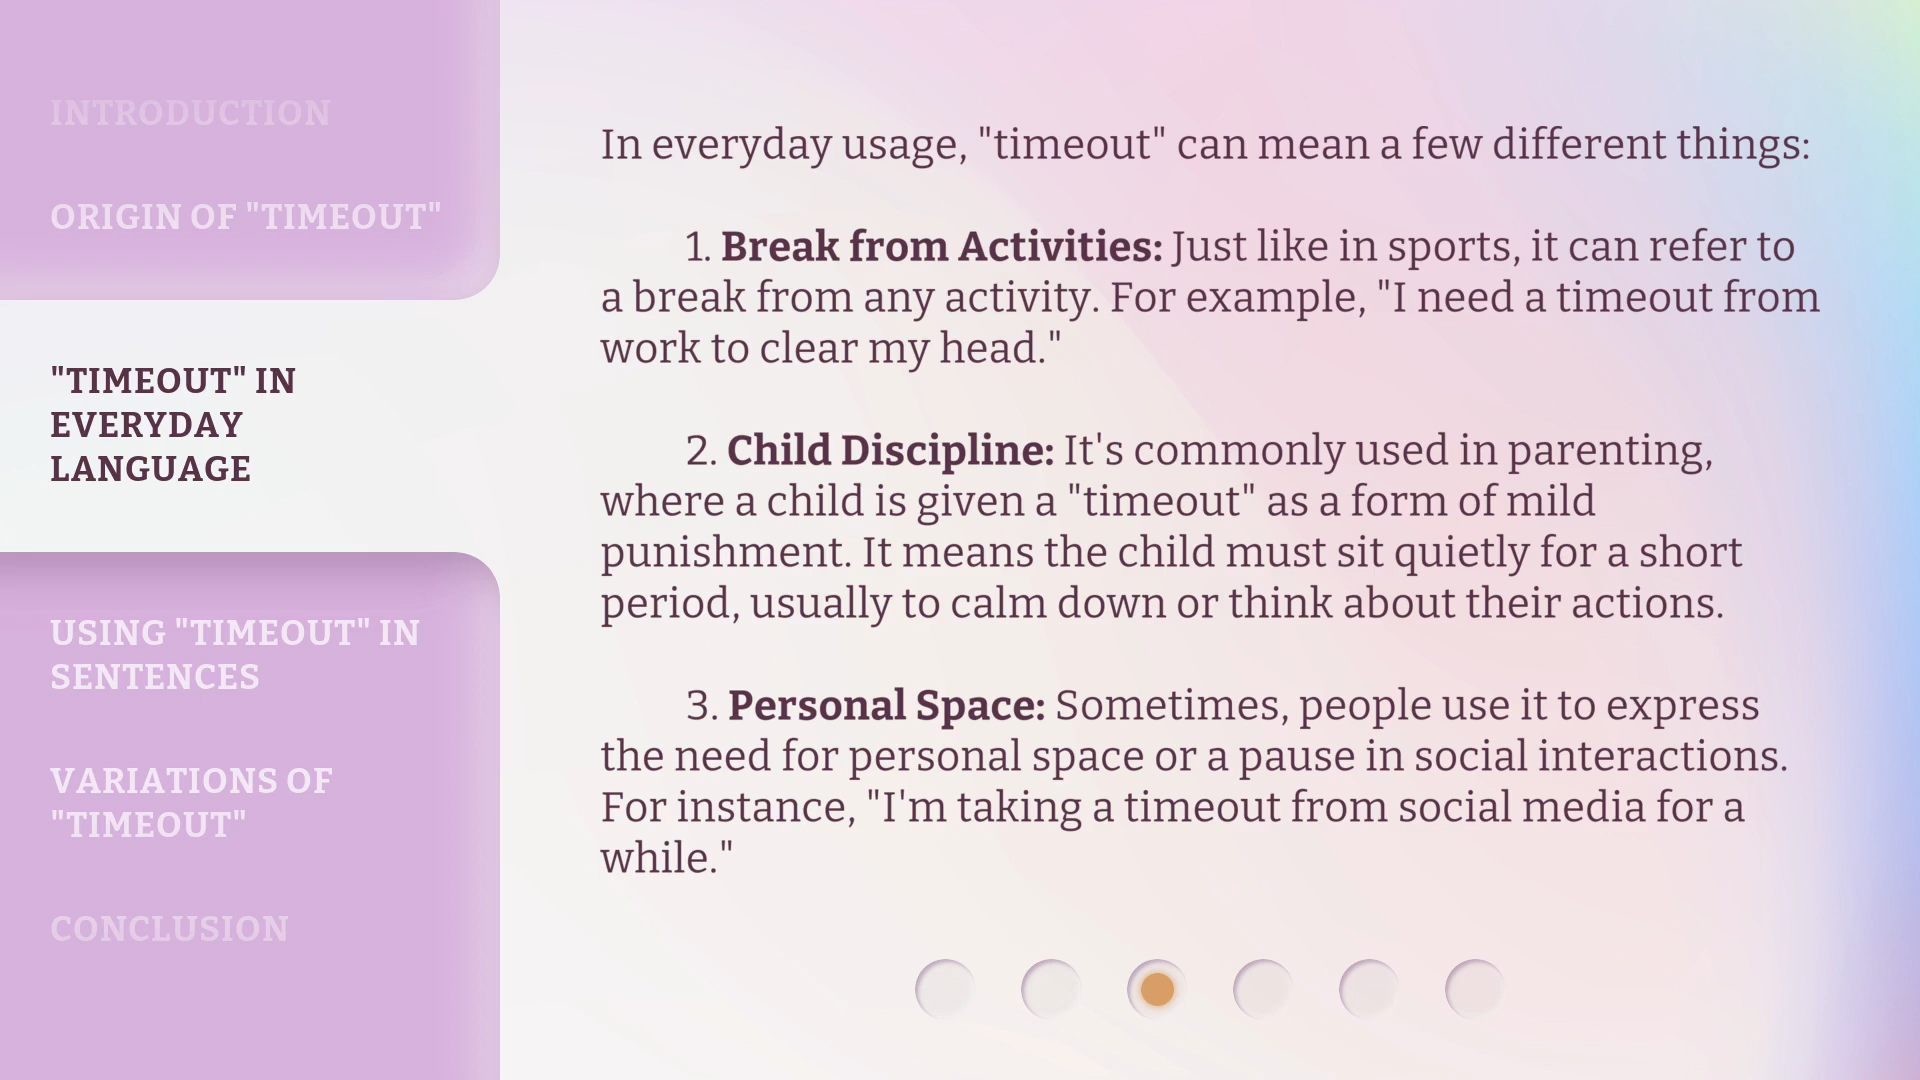 INTRODUCTION
ORIGIN OF "TIMEOUT"
"TIMEOUT" IN
EVERYDAY
LANGUAGE
USING "TIMEOUT" IN
SENTENCES
VARIATIONS OF
"TIMEOUT"
CONCLUSION
In everyday usage, "timeout" can mean a few different things:
1. Break from Activities: Just like in sports, it can refer to
a break from any activity. For example, "I need a timeout from
work to clear my head."
2. Child Discipline: It's commonly used in parenting,
where a child is given a "timeout" as a form of mild
punishment. It means the child must sit quietly for a short
period, usually to calm down or think about their actions.
3. Personal Space: Sometimes, people use it to express
the need for personal space or a pause in social interactions.
For instance, "I'm taking a timeout from social media for a
while."